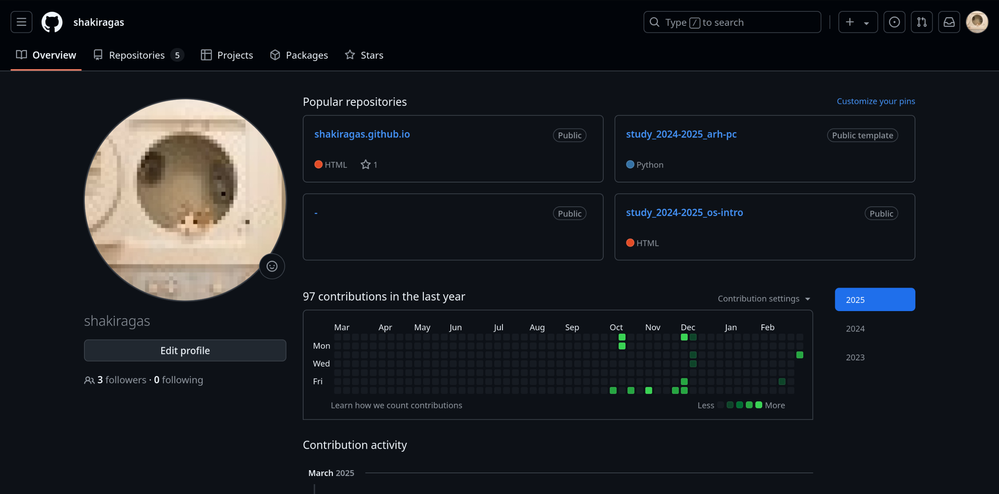 shakiragas
Type / to search
Overview
Repositories 5
Projects
Packages
Stars
Popular repositories
Customize your pins
shakiragas.github.io
Public
HTML
1
study_2024-2025_arh-pc
Public template
Python
-
Public
study_2024-2025_os-intro
Public
HTML
shakiragas
Edit profile
3 followers · 0 following
97 contributions in the last year
Contribution settings
2025
2024
2023
Mar Apr May Jun Jul Aug Sep Oct Nov Dec Jan Feb
Mon
Wed
Fri
Learn how we count contributions
Less More
Contribution activity
March 2025